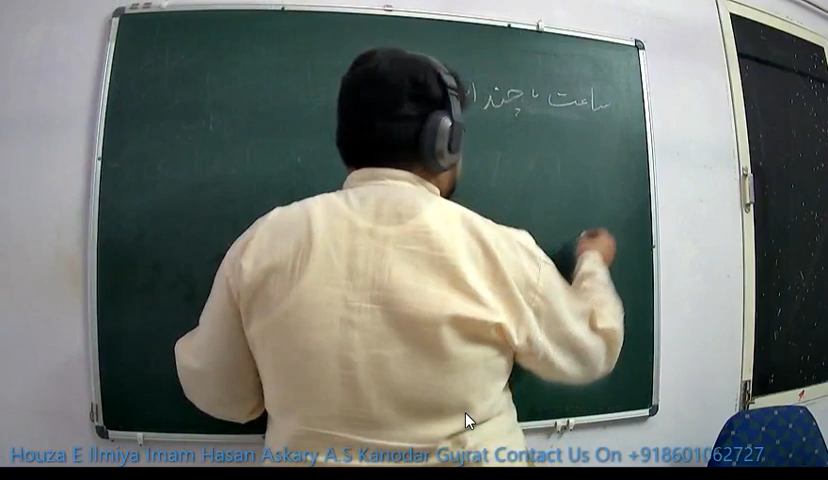 ساعت چند
Houza E Ilmiya Imam Hasan Askary A.S Kanodar Gujrat Contact Us On +918601062727